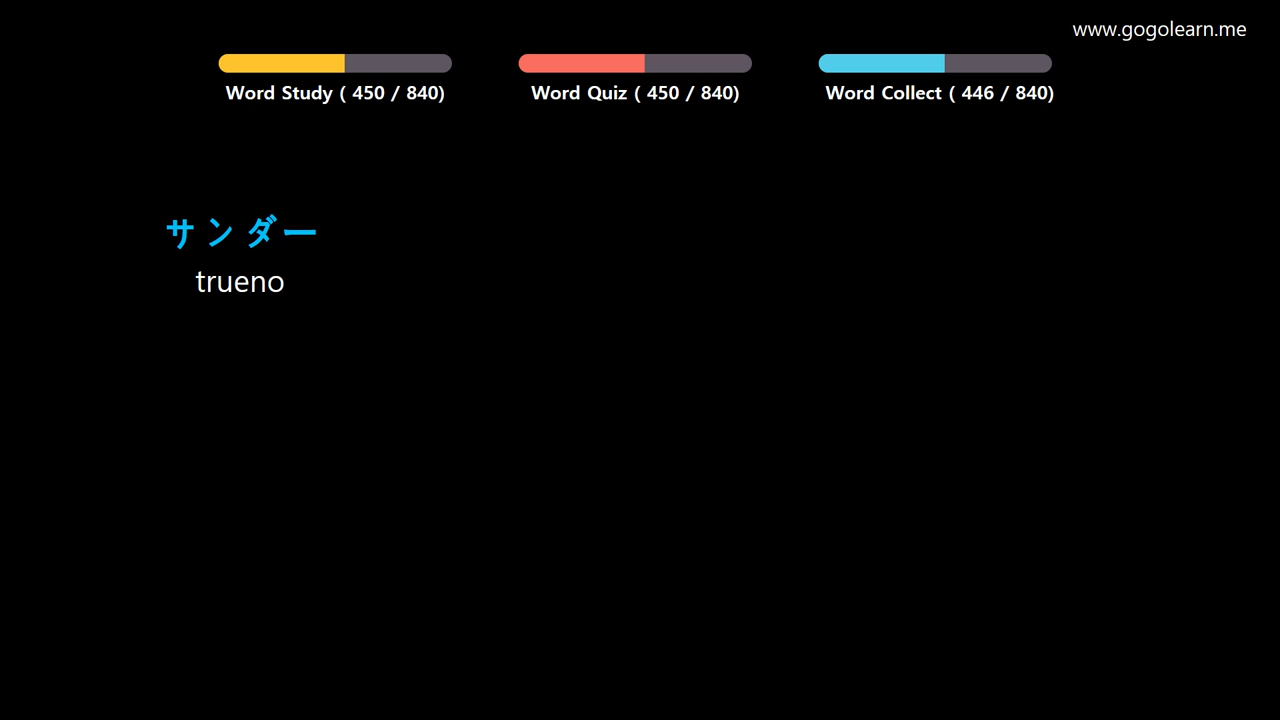 www.gogolearn.me
Word Study ( 450 / 840)
Word Quiz ( 450 / 840)
Word Collect ( 446 / 840)
サンダー
trueno